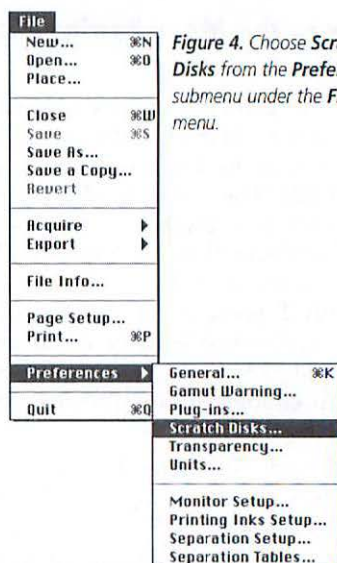 File
New... ⌘N
Open... ⌘O
Place...
Close ⌘W
Save ⌘S
Save As...
Save a Copy...
Revert
Acquire
Export
File Info...
Page Setup...
Print... ⌘P
Preferences
Quit ⌘Q
General... ⌘K
Gamut Warning...
Plug-ins...
Scratch Disks...
Transparency...
Units...
Monitor Setup...
Printing Inks Setup...
Separation Setup...
Separation Tables...
Figure 4. Choose Scr
Disks from the Prefe
submenu under the F
menu.